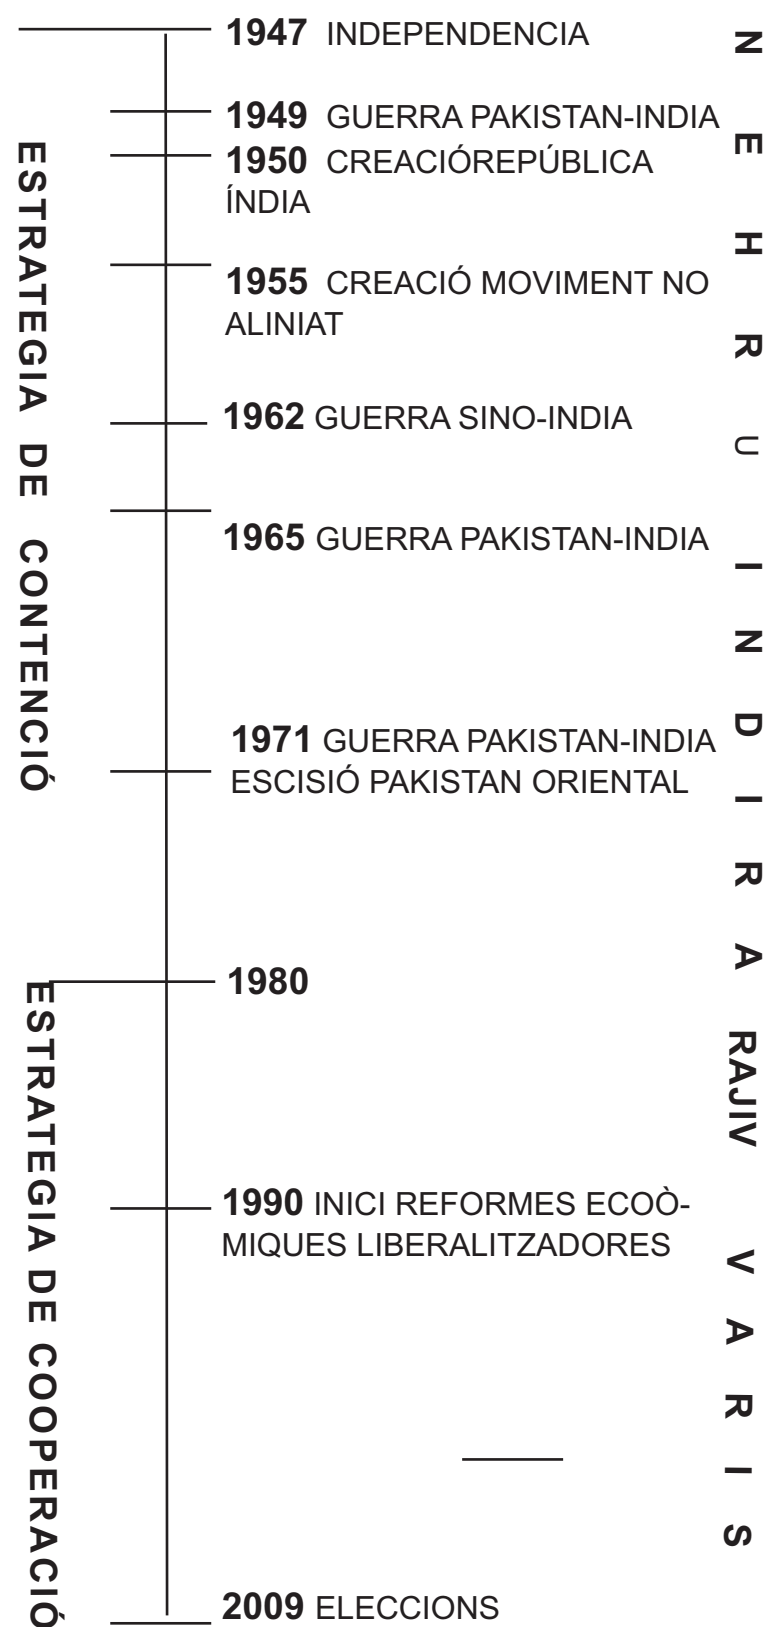 1947 INDEPENDENCIA
1949 GUERRA PAKISTAN-INDIA
1950 CREACIÓREPÚBLICA
ÍNDIA
1955 CREACIÓ MOVIMENT NO
ALINIAT
1962 GUERRA SINO-INDIA
1965 GUERRA PAKISTAN-INDIA
1971 GUERRA PAKISTAN-INDIA
ESCISIÓ PAKISTAN ORIENTAL
1980
1990 INICI REFORMES ECOÒ-
MIQUES LIBERALITZADORES
2009 ELECCIONS
ESTRATEGIA DE CONTENCIÓ
ESTRATEGIA DE COOPERACIÓ
NEHRU INDIRA RAJIV VARIS